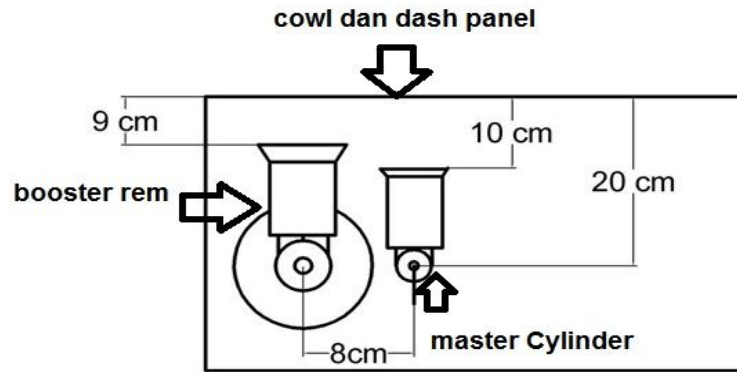 cowl dan dash panel
9 cm
10 cm
20 cm
booster rem
8cm
master Cylinder